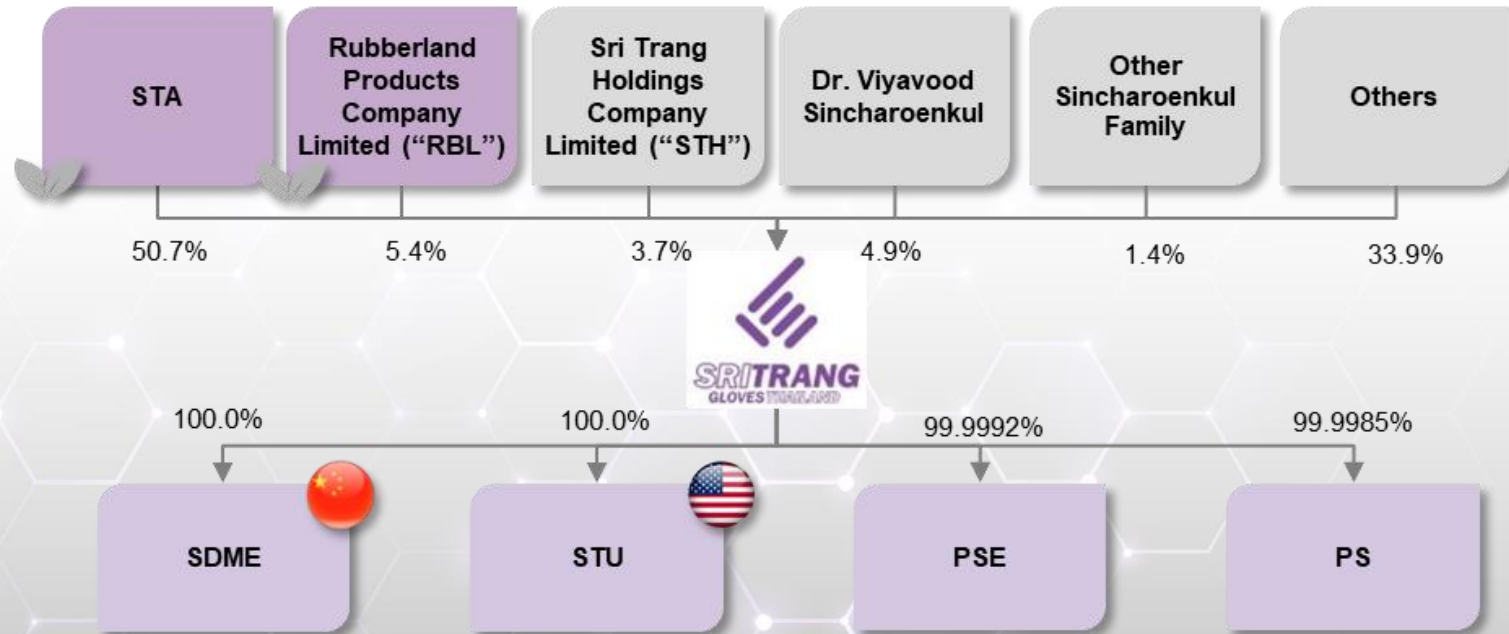 STA
Rubberland
Products
Company
Limited (“RBL”)
Sri Trang
Holdings
Company
Limited (“STH”)
Dr. Viyavood
Sincharoenkul
Other
Sincharoenkul
Family
Others
50.7%
5.4%
3.7%
4.9%
1.4%
33.9%
SRITRANG
GLOVES THAILAND
100.0%
100.0%
99.9992%
99.9985%
SDME
STU
PSE
PS